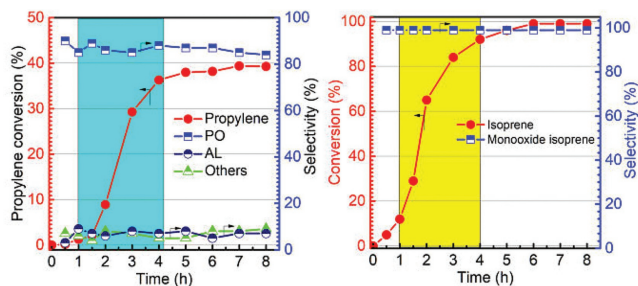 50
40
30
20
10
0
Propylene conversion (%)
100
80
60
40
20
0
Selectivity (%)
Propylene
PO
AL
Others
0 1 2 3 4 5 6 7 8
Time (h)
100
80
60
40
20
0
Conversion (%)
100
80
60
40
20
0
Selectivity (%)
Isoprene
Monooxide isoprene
0 1 2 3 4 5 6 7 8
Time (h)